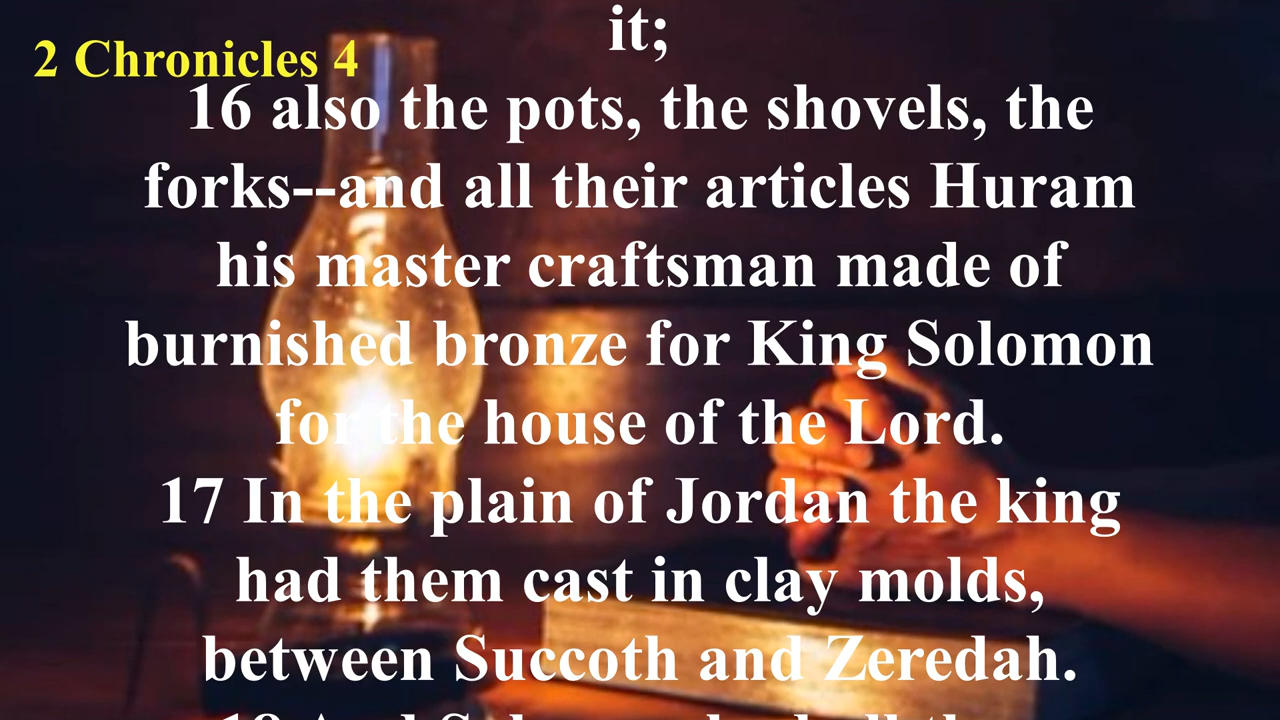 it;
2 Chronicles 4
16 also the pots, the shovels, the
forks--and all their articles Huram
his master craftsman made of
burnished bronze for King Solomon
for the house of the Lord.
17 In the plain of Jordan the king
had them cast in clay molds,
between Succoth and Zeredah.